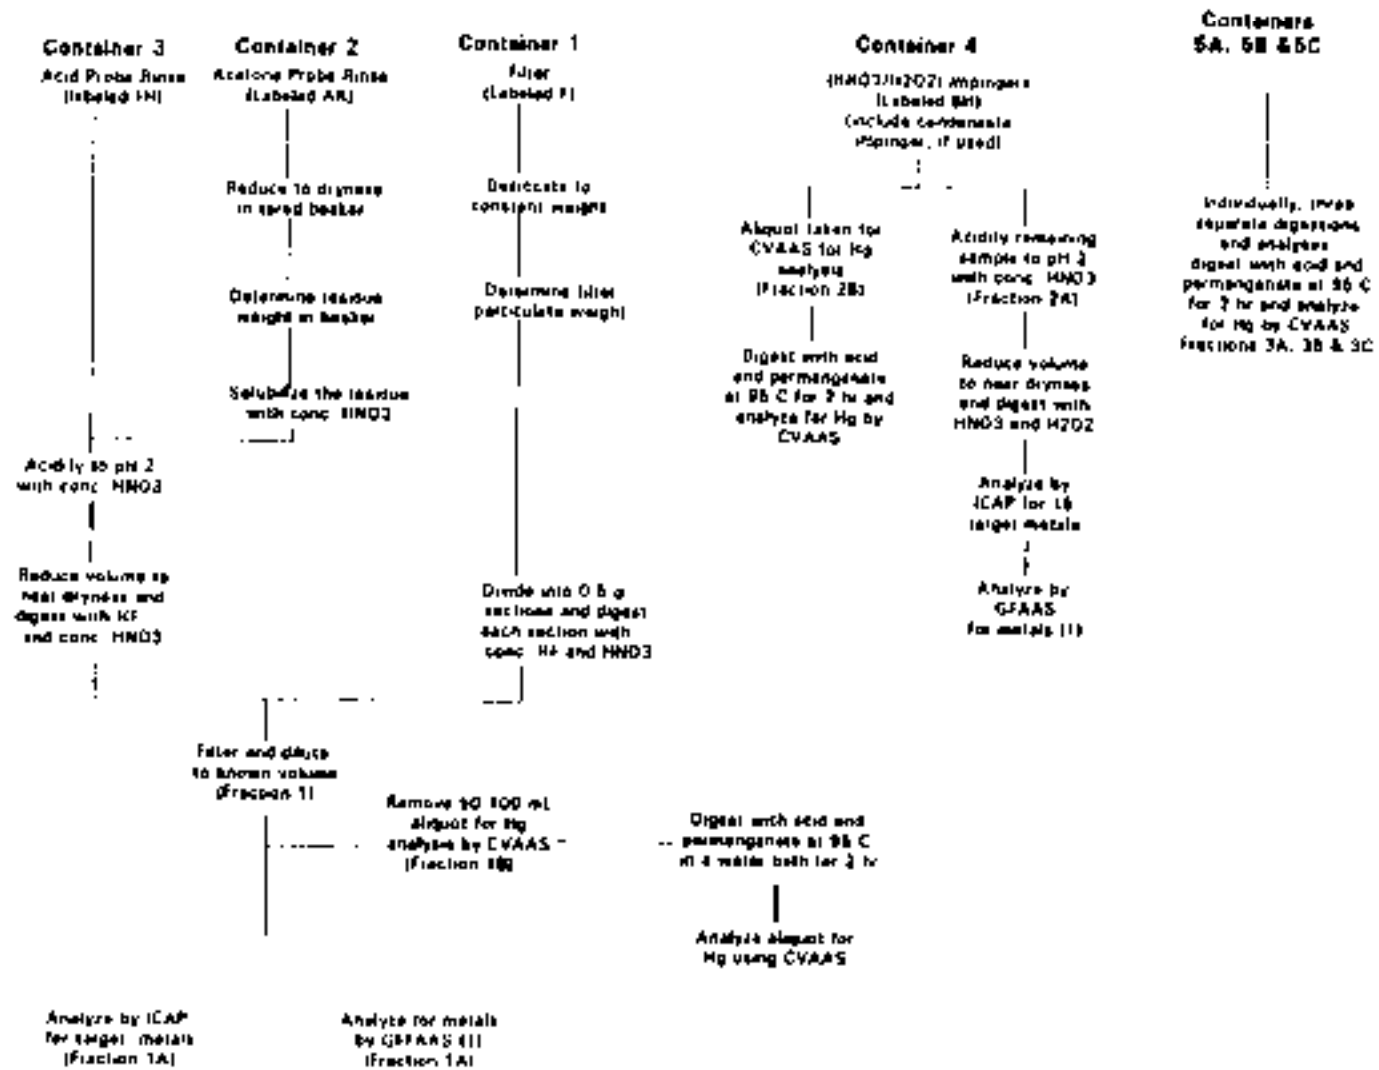 Container 3
Acid Probe Rinse
(labeled FH)
Acidify to pH 2
with conc. HNO3
Reduce volume to
near dryness and
digest with HF
and conc. HNO3
Container 2
Acetone Probe Rinse
(Labeled AR)
Reduce to dryness
in tared beaker
Determine residue
weight in beaker
Solubilize the residue
with conc. HNO3
Container 1
Filter
(Labeled F)
Desiccate to
constant weight
Determine filter
particulate weight
Divide into 0.5 g
sections and digest
each section with
conc. HF and HNO3
Filter and dilute
to known volume
(Fraction 1)
Remove 50 100 mL
aliquot for Hg
analysis by CVAAS
(Fraction 1B)
Digest with acid and
permanganate at 95 C
in a water bath for 2 hr
Analyze aliquot for
Hg using CVAAS
Analyze by ICAP
for target metals
(Fraction 1A)
Analyze for metals
by GFAAS (1)
(Fraction 1A)
Container 4
(HNO3/H2O2) Impingers
(Labeled BH)
(include condensate
impinger, if used)
Aliquot taken for
CVAAS for Hg
analysis
(Fraction 2B)
Digest with acid
and permanganate
at 95 C for 2 hr and
analyze for Hg by
CVAAS
Acidify remaining
sample to pH 2
with conc. HNO3
(Fraction 2A)
Reduce volume
to near dryness
and digest with
HNO3 and H2O2
Analyze by
ICAP for 16
target metals
Analyze by
GFAAS
for metals (1)
Containers
5A, 5B &5C
Individually, three
separate digestions
and analyses
digest with acid and
permanganate at 95 C
for 2 hr and analyze
for Hg by CVAAS
Fractions 3A, 3B & 3C